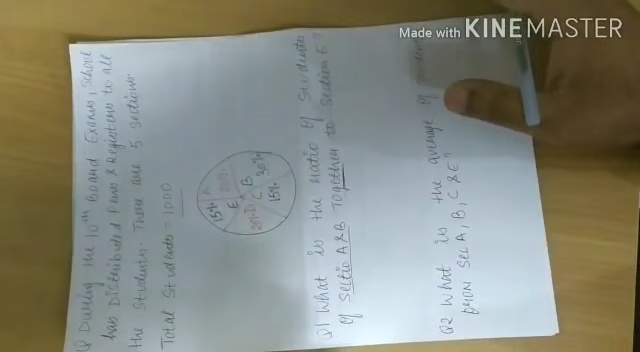 Made with KINEMASTER
Q During the 10th Board Exams, School
has Distributed Pens & Registers to all
the Students. There are 5 sections.
Total Students = 1000
15% A
E
B 30%
C 15%
20% D
Q1 What is the ratio of Students
of Sectio A&B Together to Section E?
Q2 What is the average of
from Sec A, B, C & E?